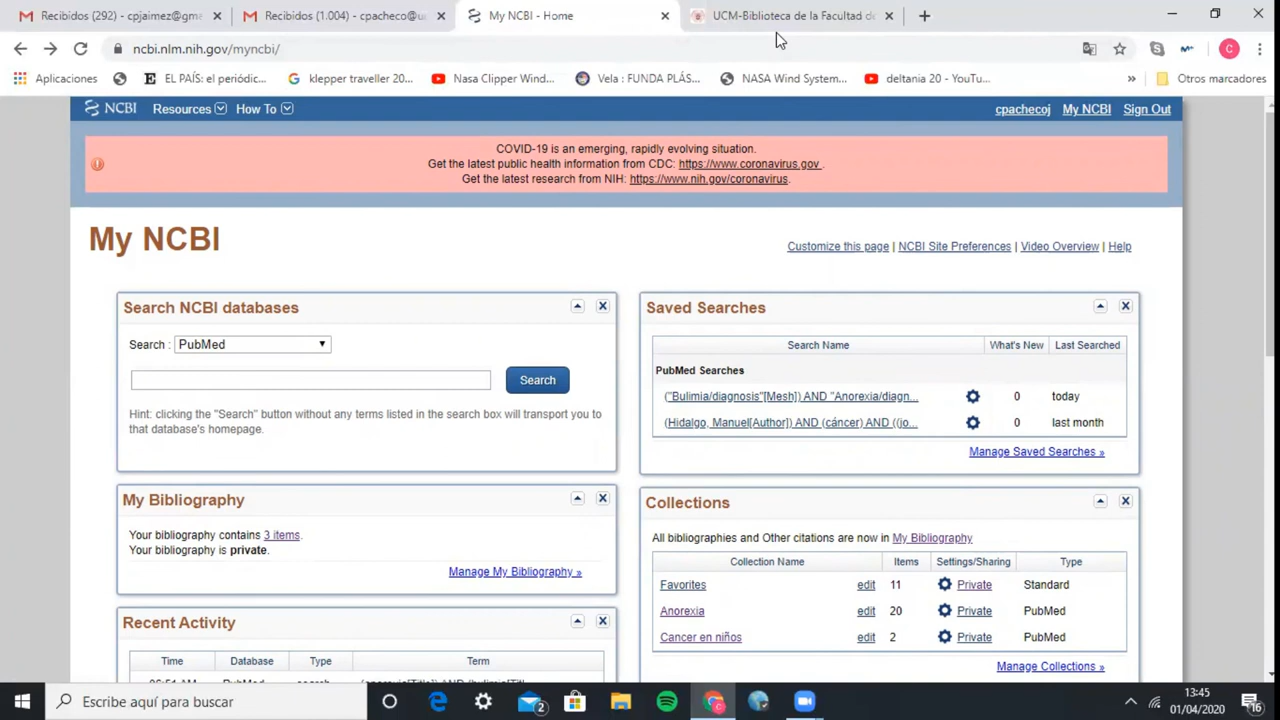 Recibidos (292) - cpjaimez@gm
Recibidos (1.004) - cpacheco@u
My NCBI - Home
UCM-Biblioteca de la Facultad de
ncbi.nlm.nih.gov/myncbi/
C
Aplicaciones
EL PAÍS: el periódic...
klepper traveller 20...
Nasa Clipper Wind...
Vela : FUNDA PLÁS...
NASA Wind System...
deltania 20 - YouTu...
»
Otros marcadores
NCBI
Resources
How To
cpachecoj
My NCBI
Sign Out
COVID-19 is an emerging, rapidly evolving situation.
Get the latest public health information from CDC: https://www.coronavirus.gov .
Get the latest research from NIH: https://www.nih.gov/coronavirus.
My NCBI
Customize this page | NCBI Site Preferences | Video Overview | Help
Search NCBI databases
Search : PubMed
Search
Hint: clicking the "Search" button without any terms listed in the search box will transport you to
that database's homepage.
Saved Searches
Search Name What's New Last Searched
PubMed Searches
("Bulimia/diagnosis"[Mesh]) AND "Anorexia/diagn... 0 today
(Hidalgo, Manuel[Author]) AND (cáncer) AND ((jo... 0 last month
Manage Saved Searches »
My Bibliography
Your bibliography contains 3 items.
Your bibliography is private.
Manage My Bibliography »
Collections
All bibliographies and Other citations are now in My Bibliography
Collection Name Items Settings/Sharing Type
Favorites edit 11 Private Standard
Anorexia edit 20 Private PubMed
Cancer en niños edit 2 Private PubMed
Manage Collections »
Recent Activity
Time Database Type Term
06:51 AM PubMed search
Escribe aquí para buscar
2
13:45
01/04/2020
16